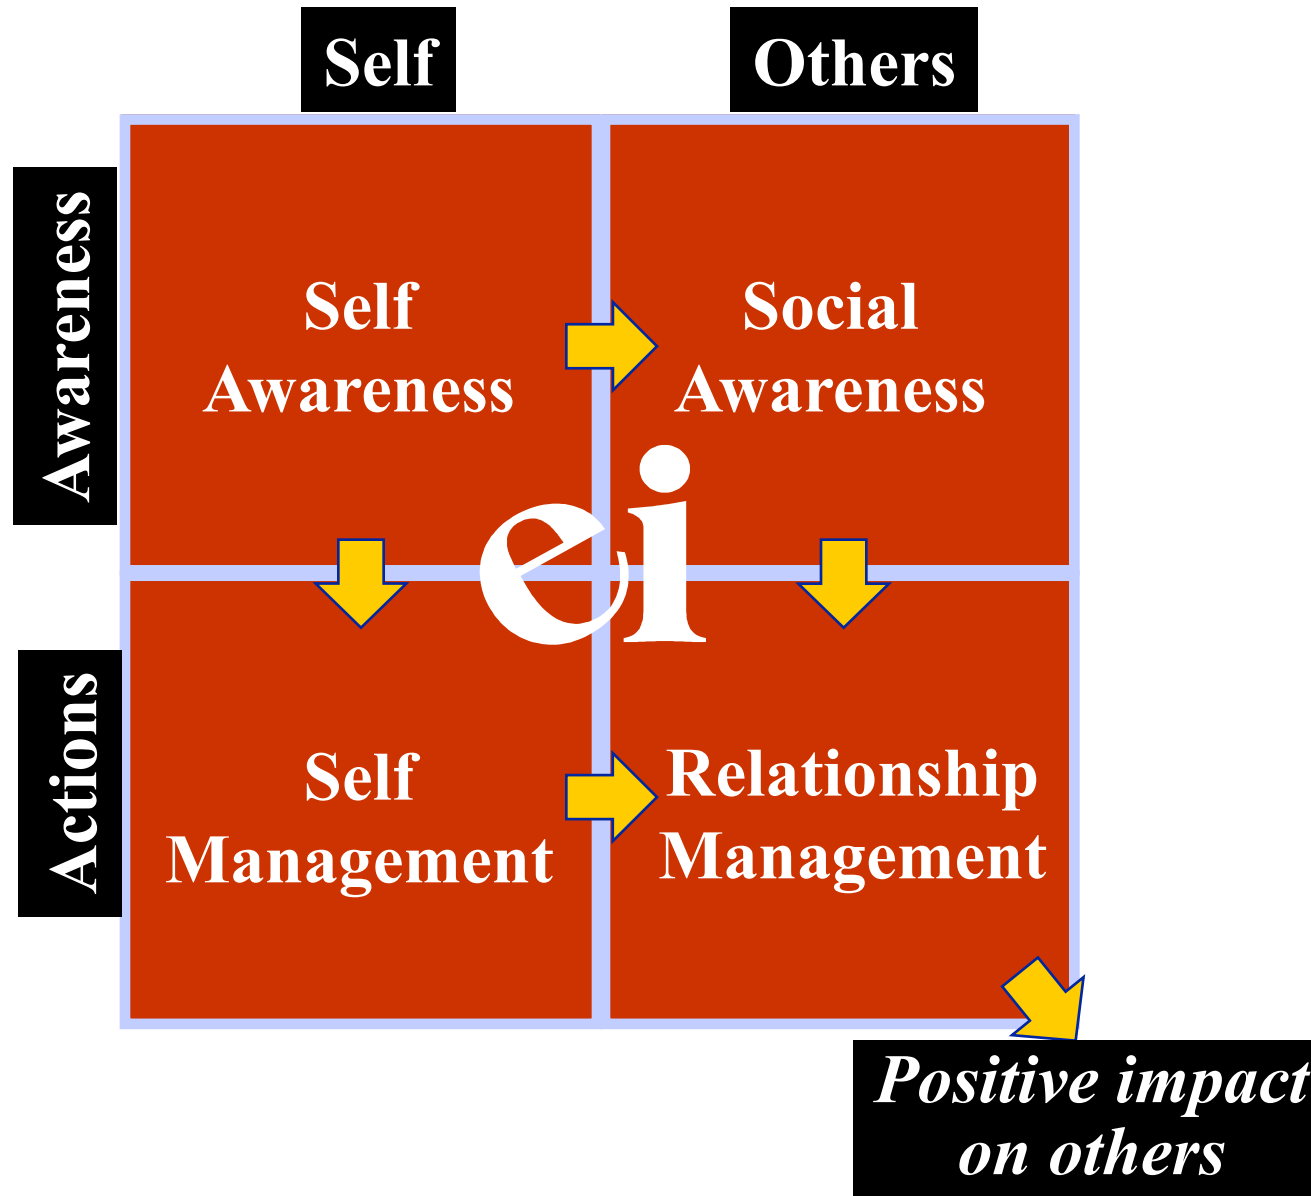 Self
Others
Awareness
Self
Awareness
Social
Awareness
ei
Actions
Self
Management
Relationship
Management
Positive impact
on others